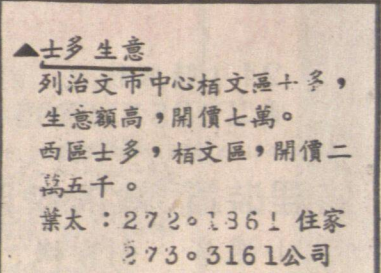 ▲士多生意
列治文市中心栢文區士多，
生意額高，開價七萬。
西區士多，栢文區，開價二
萬五千。
葉太：272。1861 住家
273。3161公司